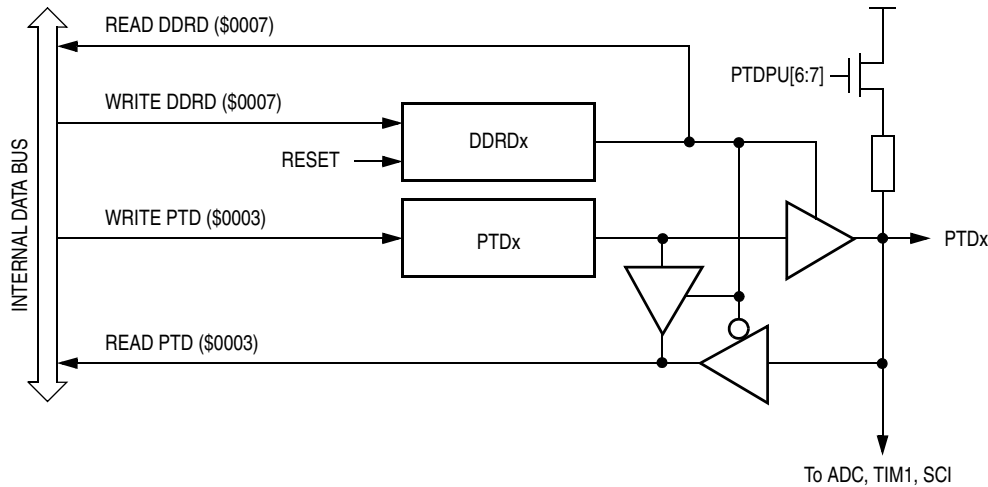 READ DDRD ($0007)
PTDPU[6:7]
WRITE DDRD ($0007)
DDRDx
RESET
INTERNAL DATA BUS
WRITE PTD ($0003)
PTDx
PTDx
READ PTD ($0003)
To ADC, TIM1, SCI